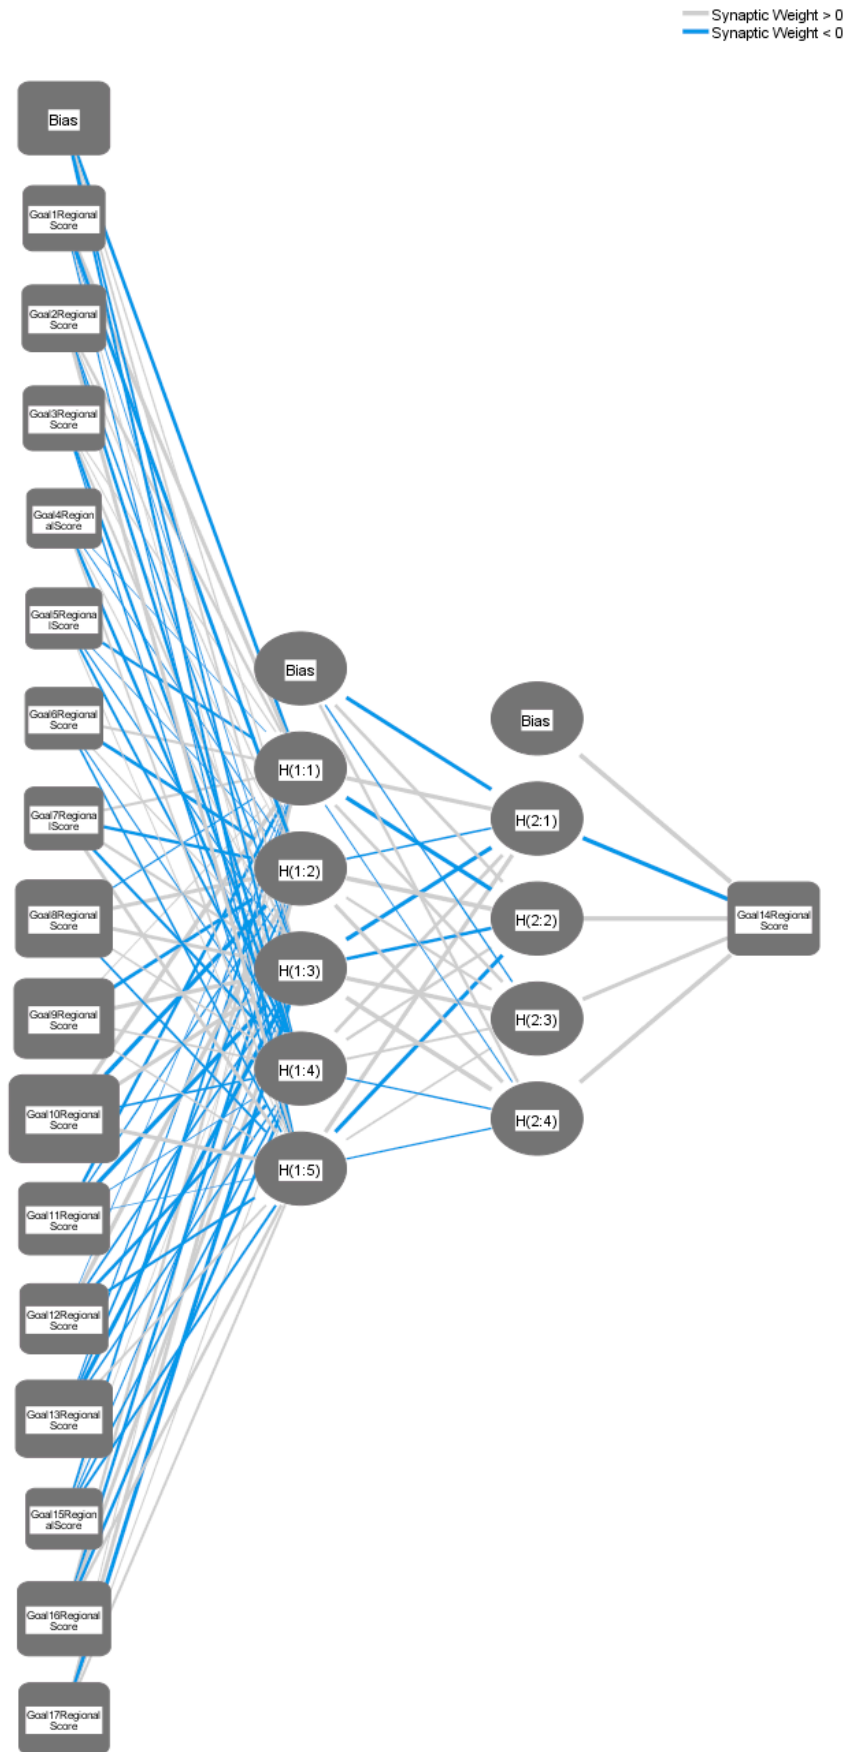 Synaptic Weight > 0
Synaptic Weight < 0
Bias
Goal1Regional
Score
Goal2Regional
Score
Goal3Regional
Score
Goal4Region
alScore
Goal5Regiona
lScore
Goal6Regional
Score
Goal7Regiona
lScore
Goal8Regional
Score
Goal9Regional
Score
Goal10Regional
Score
Goal11Regional
Score
Goal12Regional
Score
Goal13Regional
Score
Goal15Region
alScore
Goal16Regional
Score
Goal17Regional
Score
Bias
H(1:1)
H(1:2)
H(1:3)
H(1:4)
H(1:5)
Bias
H(2:1)
H(2:2)
H(2:3)
H(2:4)
Goal14Regional
Score